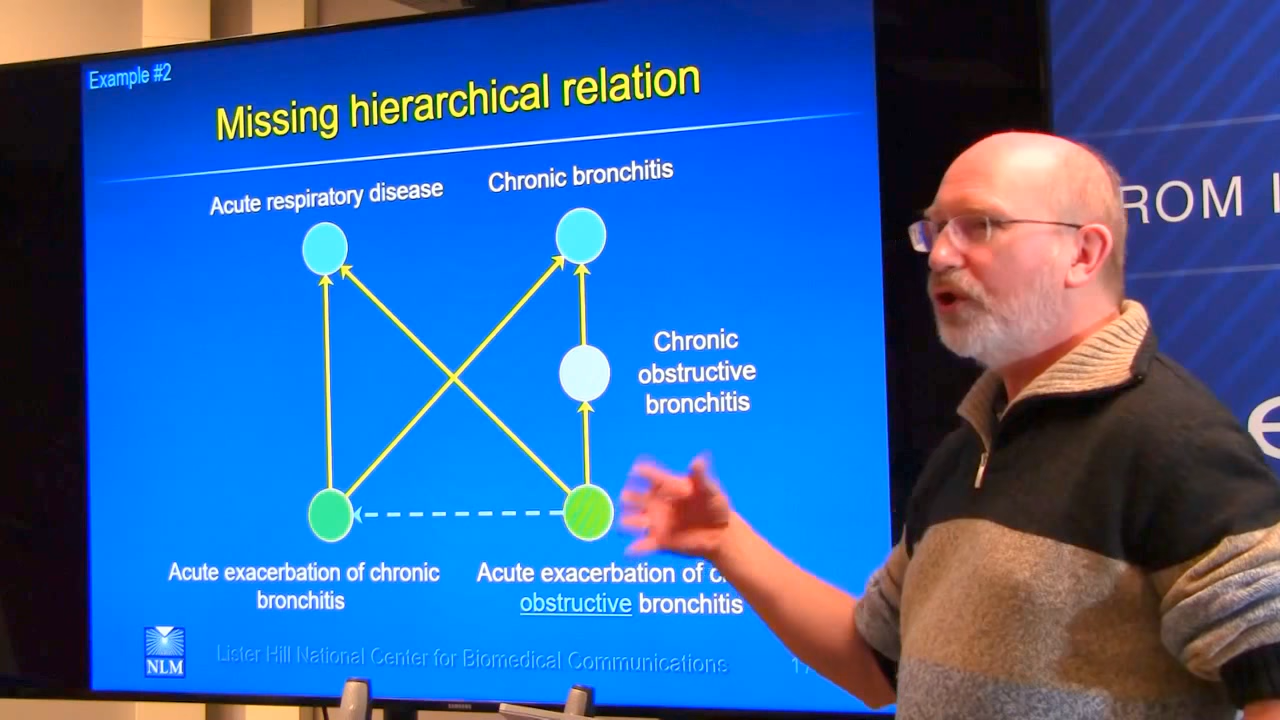 Example #2
Missing hierarchical relation
Acute respiratory disease
Chronic bronchitis
Chronic
obstructive
bronchitis
Acute exacerbation of chronic
bronchitis
Acute exacerbation of
obstructive bronchitis
NLM
Lister Hill National Center for Biomedical Communications
SAMSUNG
ROM